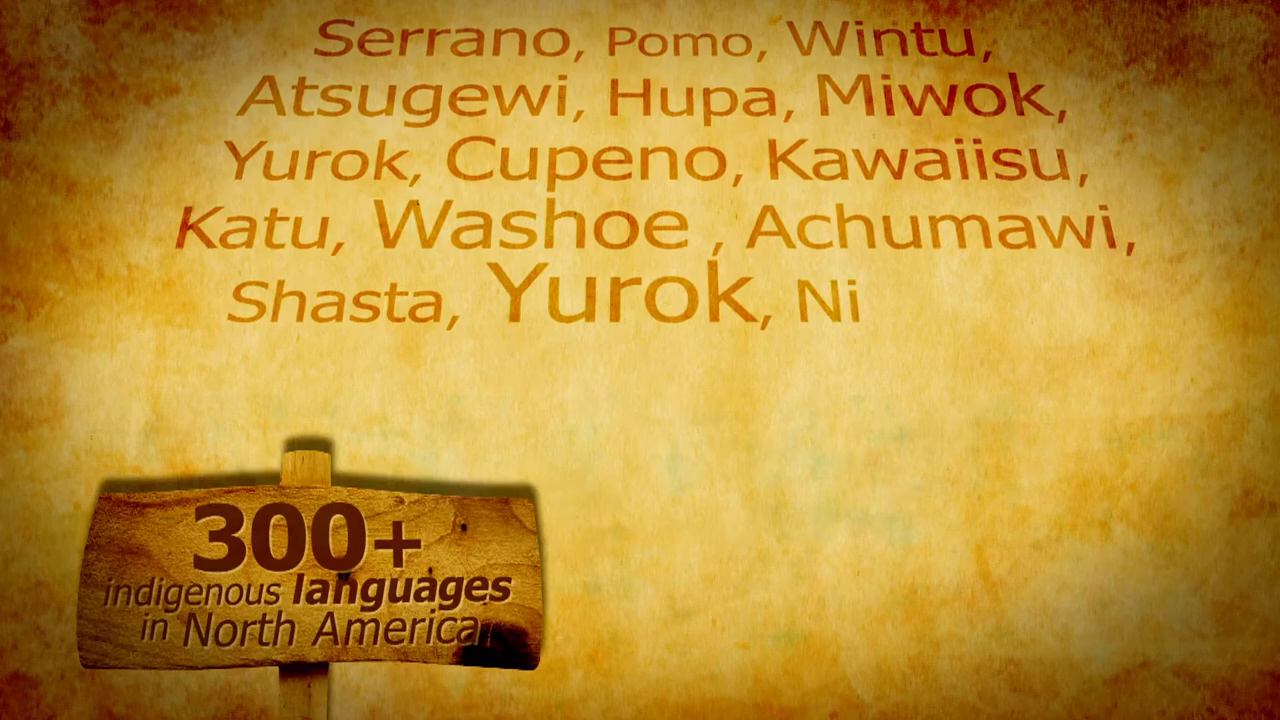 Serrano, Pomo, Wintu,
Atsugewi, Hupa, Miwok,
Yurok, Cupeno, Kawaiisu,
Katu, Washoe , Achumawi,
Shasta, Yurok, Ni
300+
indigenous languages
in North America